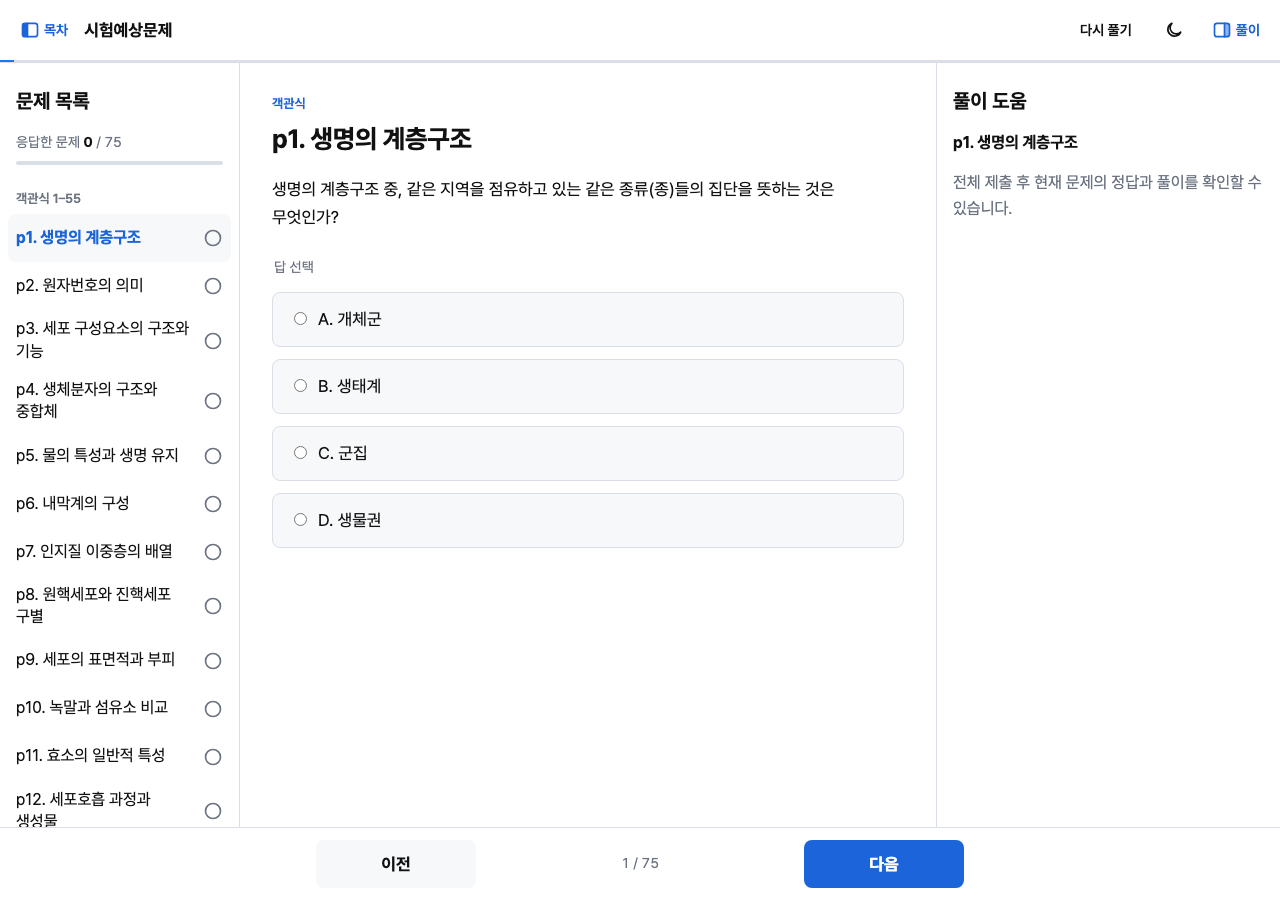 목차
시험예상문제
다시 풀기
풀이
문제 목록
응답한 문제 0 / 75
객관식 1–55
p1. 생명의 계층구조
p2. 원자번호의 의미
p3. 세포 구성요소의 구조와
기능
p4. 생체분자의 구조와
중합체
p5. 물의 특성과 생명 유지
p6. 내막계의 구성
p7. 인지질 이중층의 배열
p8. 원핵세포와 진핵세포
구별
p9. 세포의 표면적과 부피
p10. 녹말과 섬유소 비교
p11. 효소의 일반적 특성
p12. 세포호흡 과정과
생성물
객관식
p1. 생명의 계층구조
생명의 계층구조 중, 같은 지역을 점유하고 있는 같은 종류(종)들의 집단을 뜻하는 것은
무엇인가?
답 선택
A. 개체군
B. 생태계
C. 군집
D. 생물권
풀이 도움
p1. 생명의 계층구조
전체 제출 후 현재 문제의 정답과 풀이를 확인할 수
있습니다.
이전
1 / 75
다음